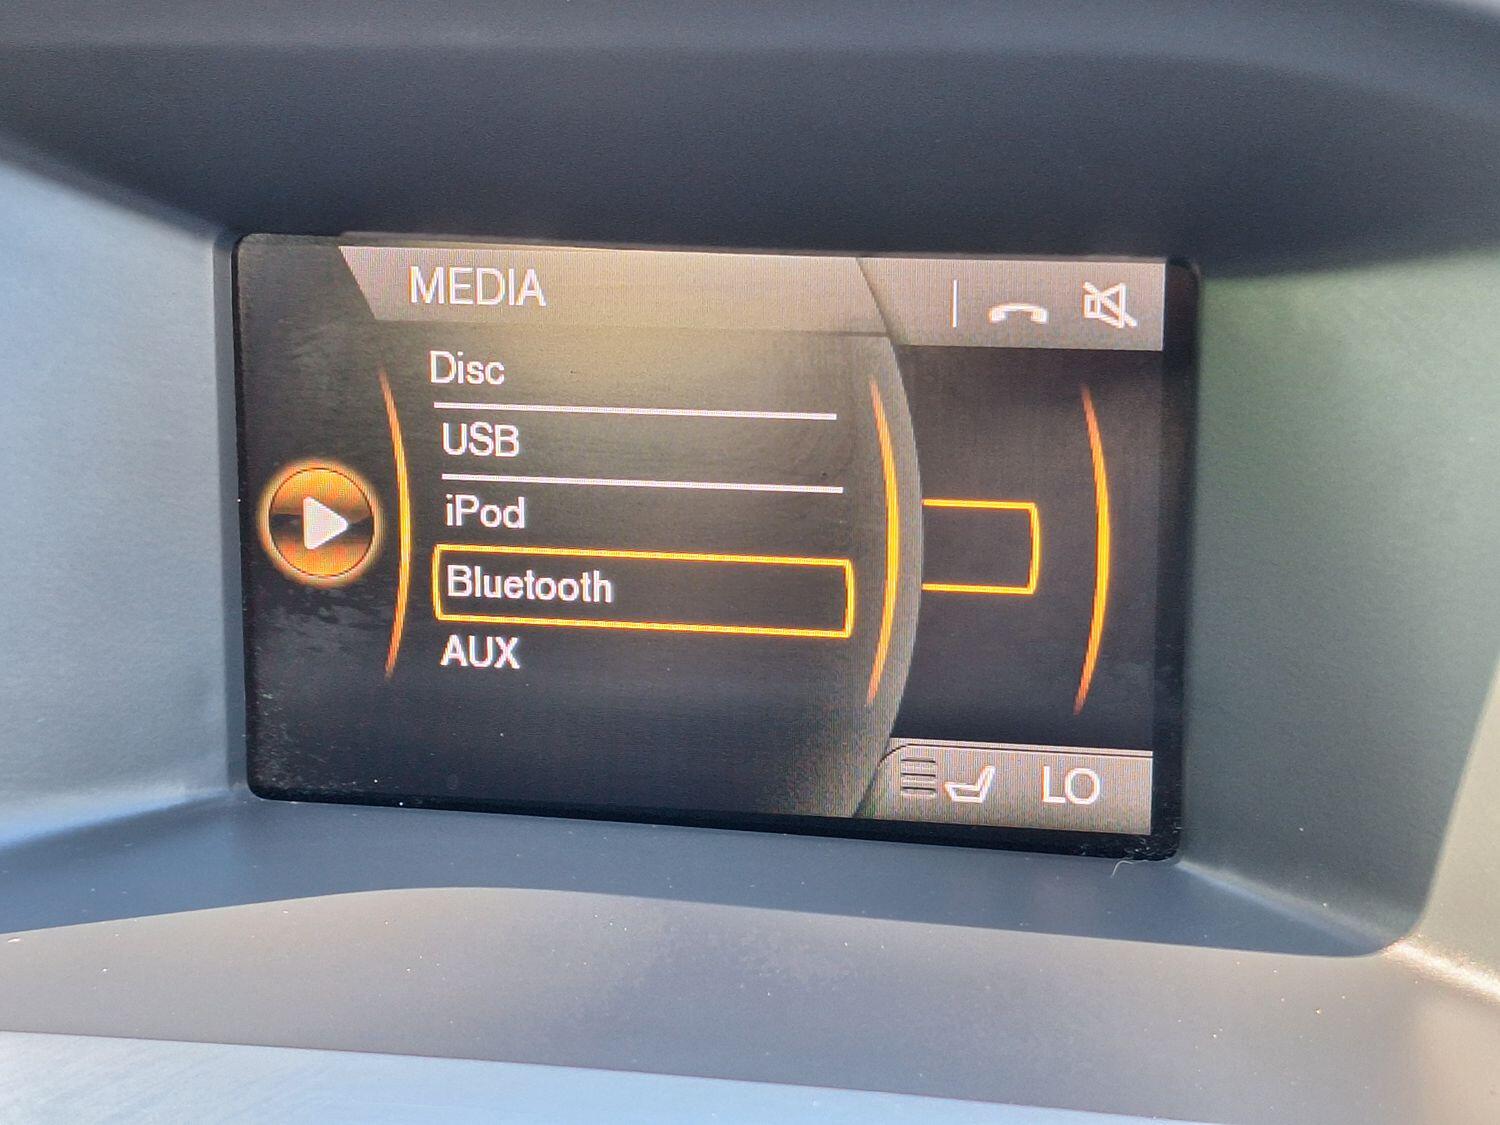 MEDIA
Disc
USB
iPod
Bluetooth
AUX
LO